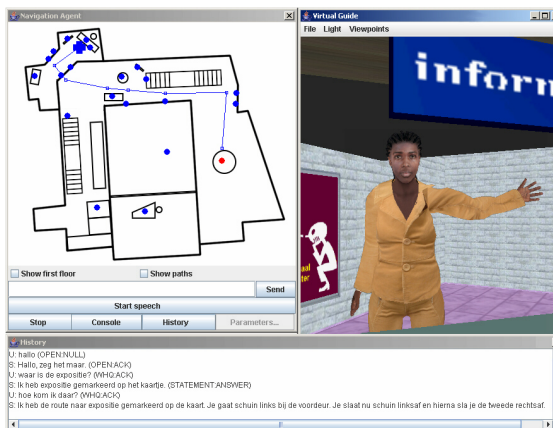 Navigation Agent
Show first floor
Show paths
Send
Start speech
Stop
Console
History
Parameters...
Virtual Guide
File Light Viewpoints
inforn
aal
ter
History
U: hallo (OPEN:NULL)
S: Hallo, zeg het maar. (OPEN:ACK)
U: waar is de expositie? (WHQ:ACK)
S: Ik heb expositie gemarkeerd op het kaartje. (STATEMENT:ANSWER)
U: hoe kom ik daar? (WHQ:ACK)
S: Ik heb de route naar expositie gemarkeerd op de kaart. Je gaat schuin links bij de voordeur. Je slaat nu schuin linksaf en hierna sla je de tweede rechtsaf.